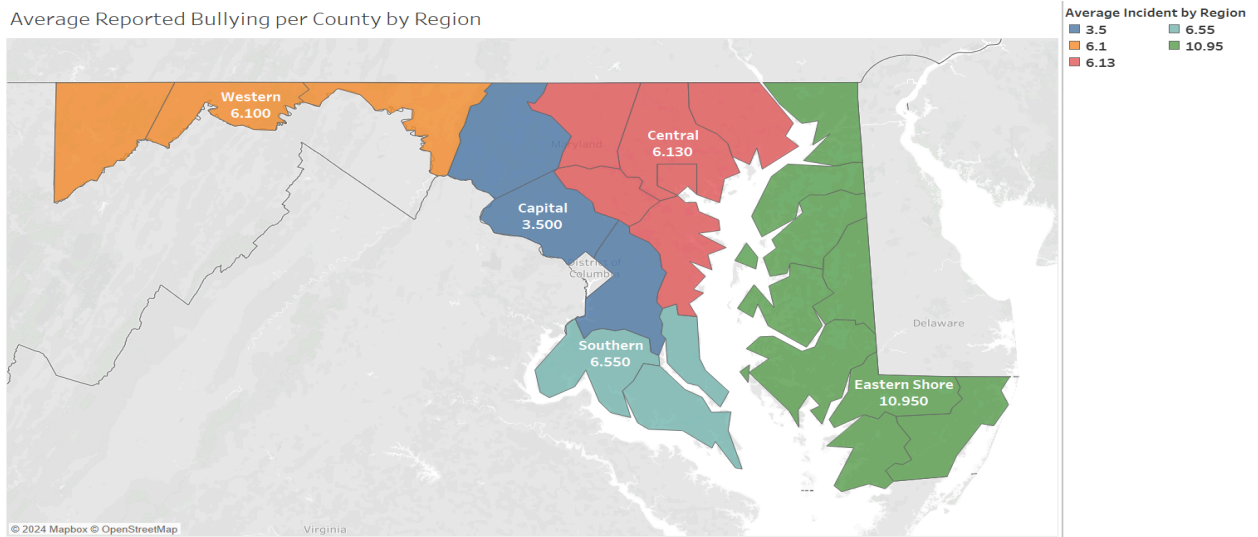 Average Reported Bullying per County by Region
Average Incident by Region
3.5
6.1
6.13
6.55
10.95
Western
6.100
Maryland
Central
6.130
Capital
3.500
District of
Columbia
Delaware
Southern
6.550
Eastern Shore
10.950
© 2024 Mapbox © OpenStreetMap
Virginia